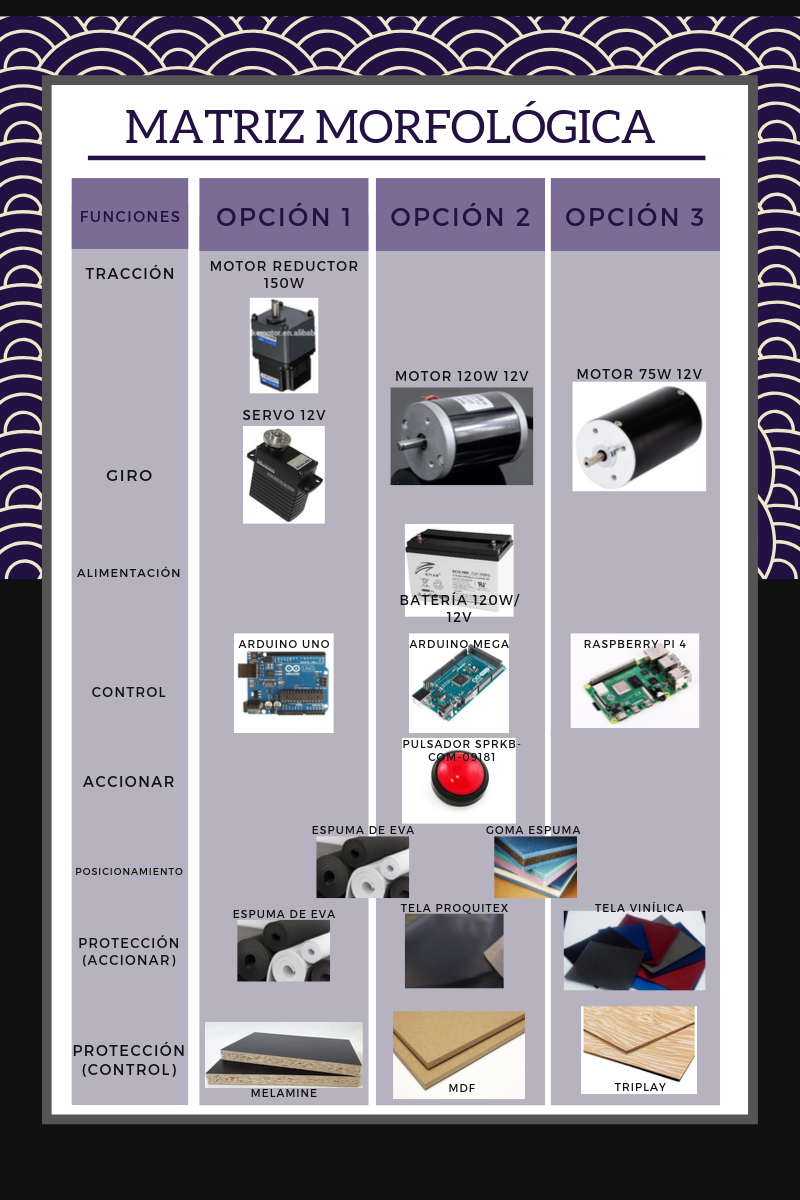 MATRIZ MORFOLÓGICA
FUNCIONES
OPCIÓN 1
OPCIÓN 2
OPCIÓN 3
TRACCIÓN
MOTOR REDUCTOR
150W
MOTOR 120W 12V
MOTOR 75W 12V
GIRO
SERVO 12V
ALIMENTACIÓN
RITAR
BATERÍA 120W/
12V
CONTROL
ARDUINO UNO
ARDUINO MEGA
RASPBERRY PI 4
ACCIONAR
PULSADOR SPRKB-
COM-09181
POSICIONAMIENTO
ESPUMA DE EVA
GOMA ESPUMA
PROTECCIÓN
(ACCIONAR)
ESPUMA DE EVA
TELA PROQUITEX
TELA VINÍLICA
PROTECCIÓN
(CONTROL)
MELAMINE
MDF
TRIPLAY